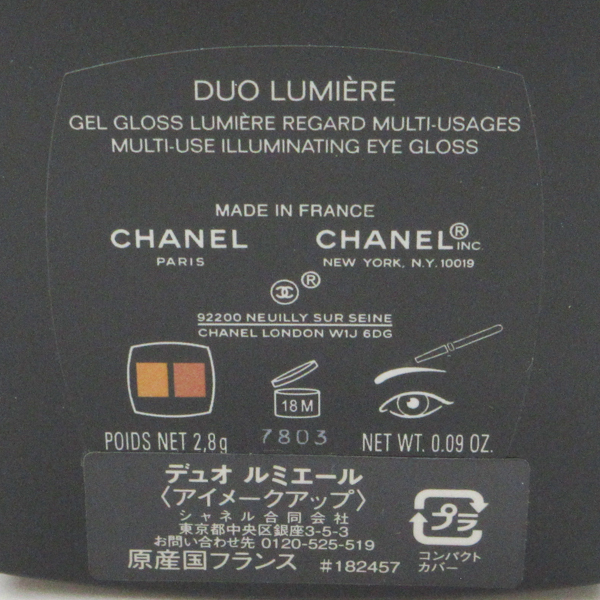 DUO LUMIÈRE
GEL GLOSS LUMIÈRE REGARD MULTI-USAGES
MULTI-USE ILLUMINATING EYE GLOSS
MADE IN FRANCE
CHANEL CHANEL® INC.
PARIS NEW YORK, N.Y. 10019
®
92200 NEUILLY SUR SEINE
CHANEL LONDON W1J 6DG
18 M
POIDS NET 2,8g 7803 NET WT. 0.09 OZ.
デュオ ルミエール
〈アイメークアップ〉
シャネル合同会社
東京都中央区銀座3-5-3
お問い合わせ先 0120-525-519
原産国フランス #182457
プラ
コンパクト
カバー